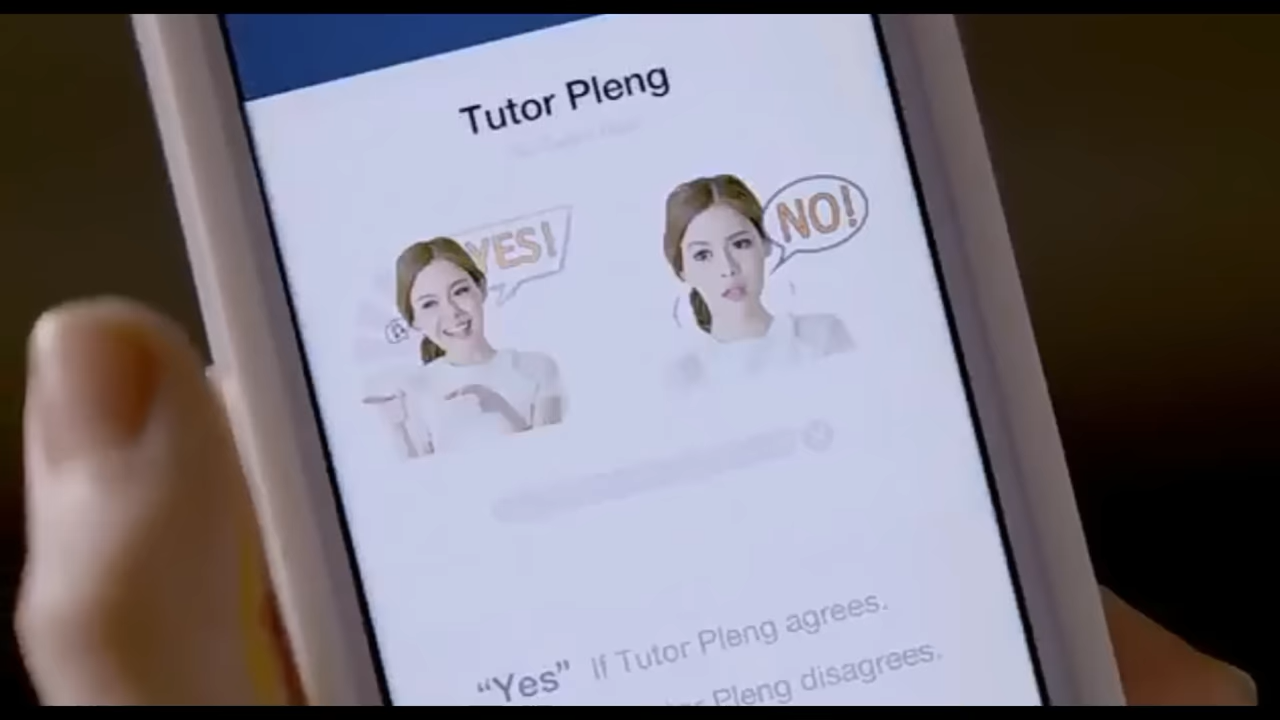 Tutor Pleng
YES!
NO!
“Yes” If Tutor Pleng agrees.
Pleng disagrees.